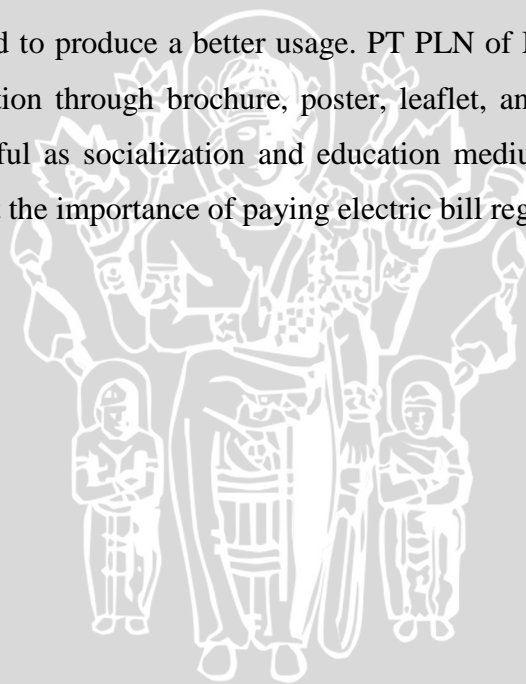 d to produce a better usage. PT PLN of
tion through brochure, poster, leaflet, an
ful as socialization and education mediu
the importance of paying electric bill reg